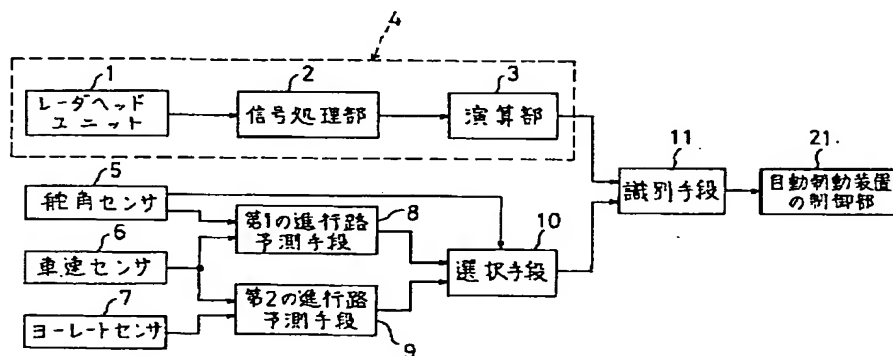 4
1
レーダヘッド
ユニット
2
信号処理部
3
演算部
11
識別手段
21
自動制動装置
の制御部
5
舵角センサ
6
車速センサ
7
ヨーレートセンサ
第1の進行路
予測手段
8
第2の進行路
予測手段
9
10
選択手段